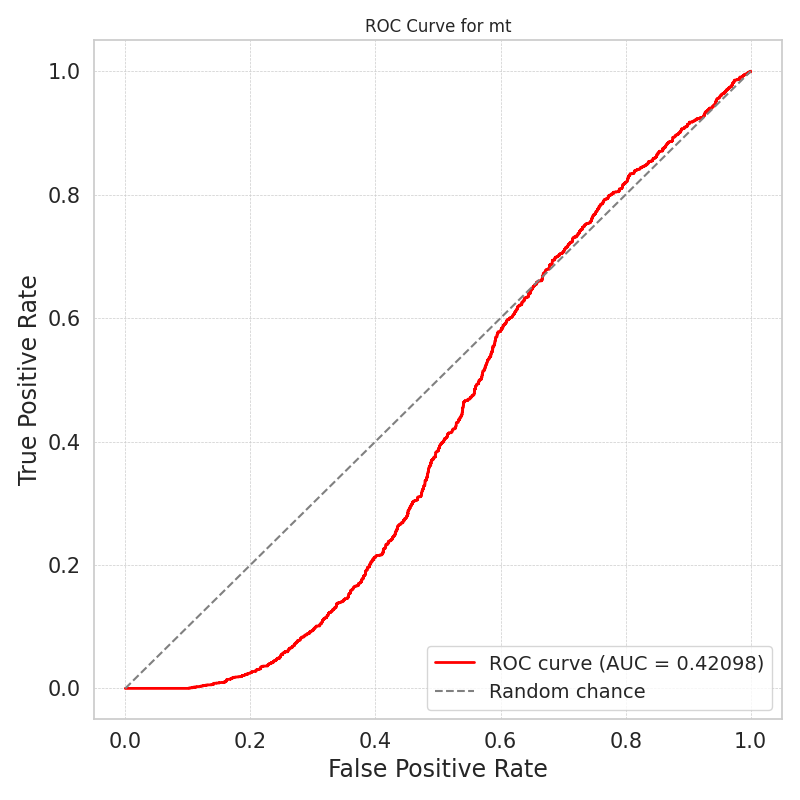 ROC Curve for mt
True Positive Rate
1.0
0.8
0.6
0.4
0.2
0.0
ROC curve (AUC = 0.42098)
Random chance
0.0 0.2 0.4 0.6 0.8 1.0
False Positive Rate